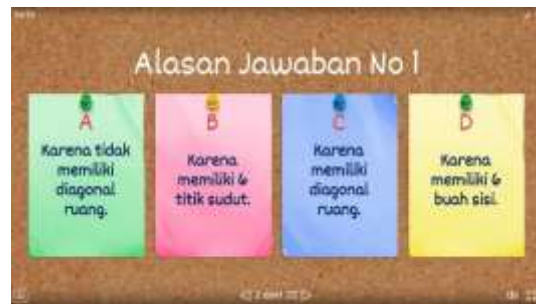 Alasan Jawaban No 1
A
Karena tidak
memiliki
diagonal
ruang.
B
Karena
memiliki 6
titik sudut.
C
Karena
memiliki
diagonal
ruang.
D
Karena
memiliki 6
buah sisi.